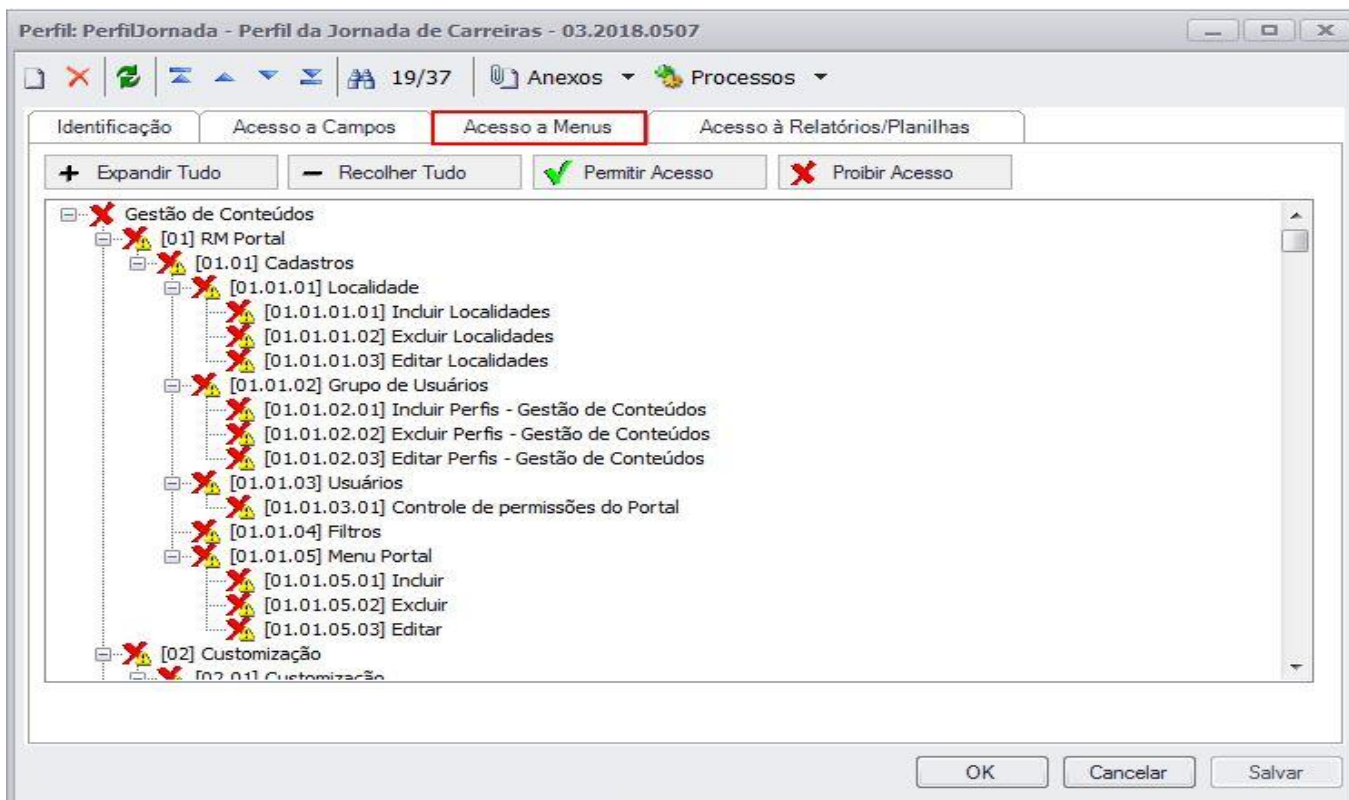 Perfil: PerfilJornada - Perfil da Jornada de Carreiras - 03.2018.0507
19/37 Anexos Processos
Identificação Acesso a Campos Acesso a Menus Acesso à Relatórios/Planilhas
Expandir Tudo Recolher Tudo Permitir Acesso Proibir Acesso
Gestão de Conteúdos
[01] RM Portal
[01.01] Cadastros
[01.01.01] Localidade
[01.01.01.01] Incluir Localidades
[01.01.01.02] Excluir Localidades
[01.01.01.03] Editar Localidades
[01.01.02] Grupo de Usuários
[01.01.02.01] Incluir Perfis - Gestão de Conteúdos
[01.01.02.02] Excluir Perfis - Gestão de Conteúdos
[01.01.02.03] Editar Perfis - Gestão de Conteúdos
[01.01.03] Usuários
[01.01.03.01] Controle de permissões do Portal
[01.01.04] Filtros
[01.01.05] Menu Portal
[01.01.05.01] Incluir
[01.01.05.02] Excluir
[01.01.05.03] Editar
[02] Customização
[02.01] Customização
OK Cancelar Salvar